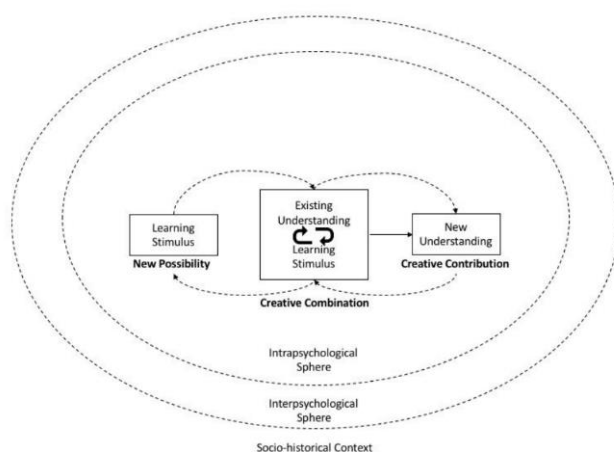 Learning
Stimulus
New Possibility
Existing
Understanding
Learning
Stimulus
Creative Combination
New
Understanding
Creative Contribution
Intrapsychological
Sphere
Interpsychological
Sphere
Socio-historical Context